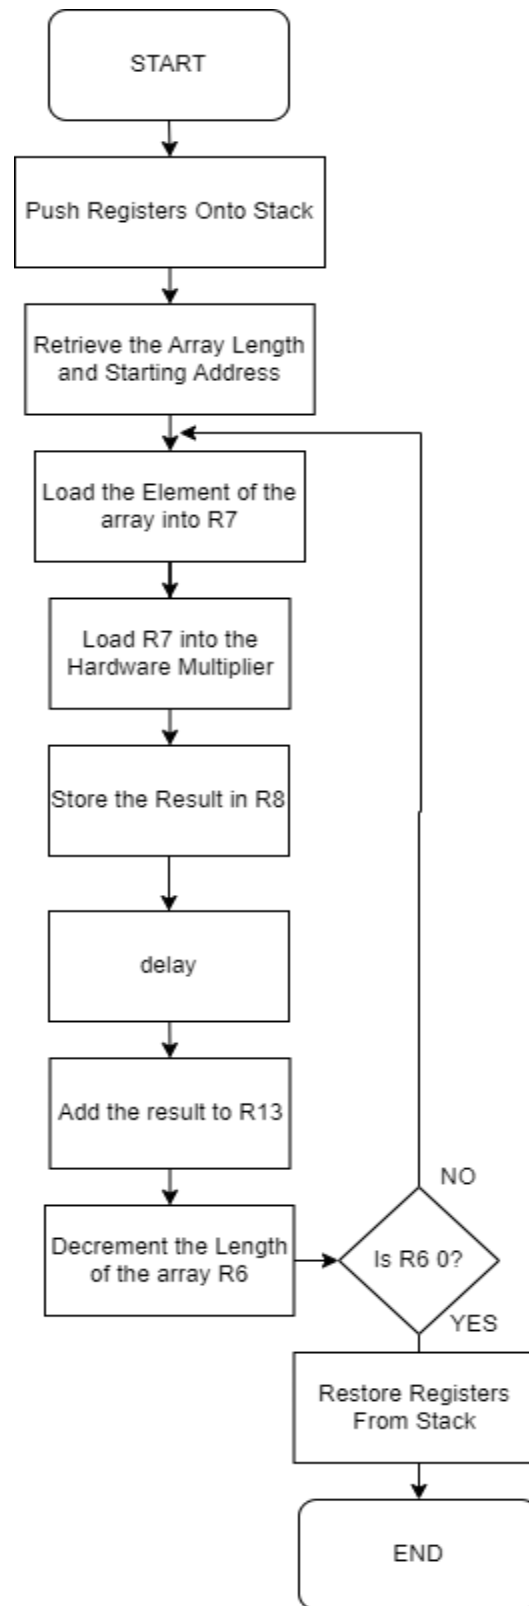 START
Push Registers Onto Stack
Retrieve the Array Length
and Starting Address
Load the Element of the
array into R7
Load R7 into the
Hardware Multiplier
Store the Result in R8
delay
Add the result to R13
Decrement the Length
of the array R6
Is R6 0?
NO
YES
Restore Registers
From Stack
END